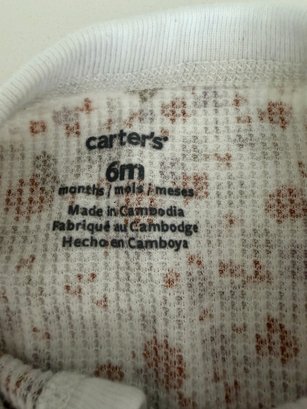 carter's
6m
months / mois / meses
Made in Cambodia
Fabriqué au Cambodge
Hecho en Camboya